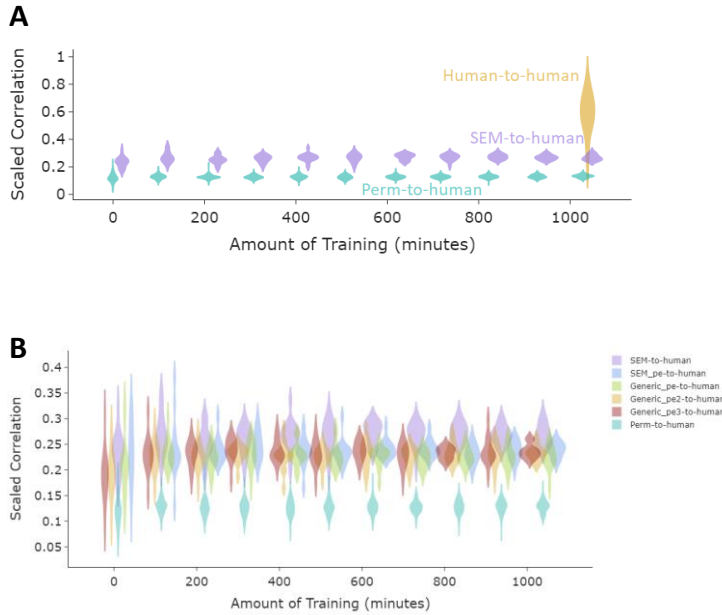 A
Scaled Correlation
1
0.8
0.6
0.4
0.2
0
Human-to-human
SEM-to-human
Perm-to-human
0 200 400 600 800 1000
Amount of Training (minutes)
B
Scaled Correlation
0.4
0.35
0.3
0.25
0.2
0.15
0.1
0.05
0 200 400 600 800 1000
Amount of Training (minutes)
SEM-to-human
SEM_pe-to-human
Generic_pe-to-human
Generic_pe2-to-human
Generic_pe3-to-human
Perm-to-human